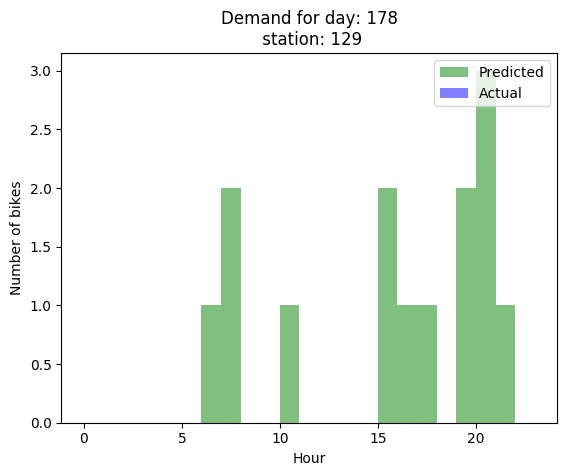 Demand for day: 178
station: 129
Predicted
Actual
3.0
2.5
2.0
1.5
1.0
0.5
0.0
Number of bikes
0 5 10 15 20
Hour